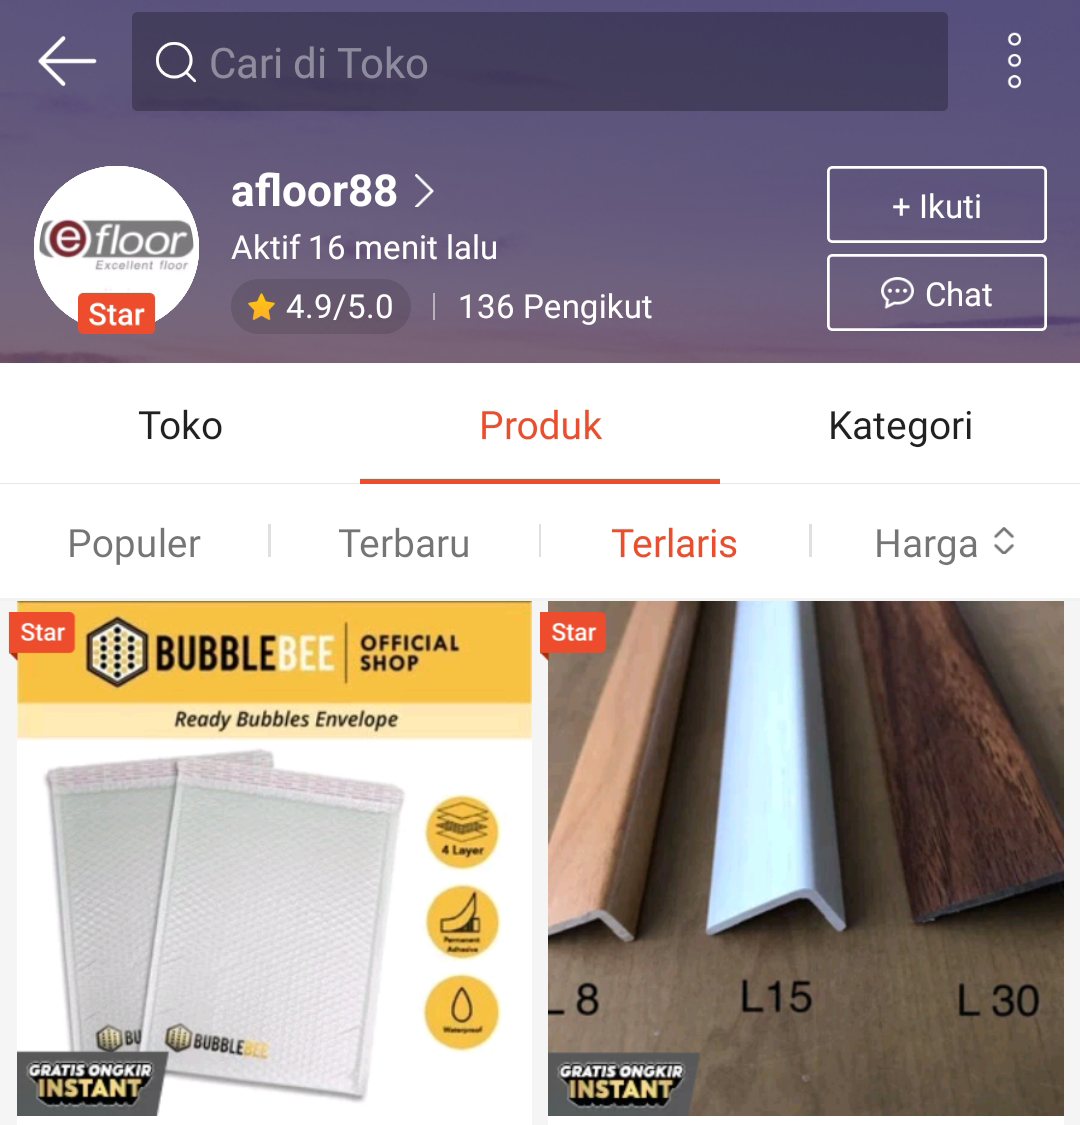 Cari di Toko
afloor88
Aktif 16 menit lalu
4.9/5.0
136 Pengikut
+ Ikuti
Chat
efloor
Excellent floor
Star
Toko
Produk
Kategori
Populer
Terbaru
Terlaris
Harga
Star
BUBBLEBEE
OFFICIAL
SHOP
Ready Bubbles Envelope
4 Layer
Permanent
Adhesive
Waterproof
BU
BUBBLEBEE
GRATIS ONGKIR
INSTANT
Star
L 8
L15
L 30
GRATIS ONGKIR
INSTANT